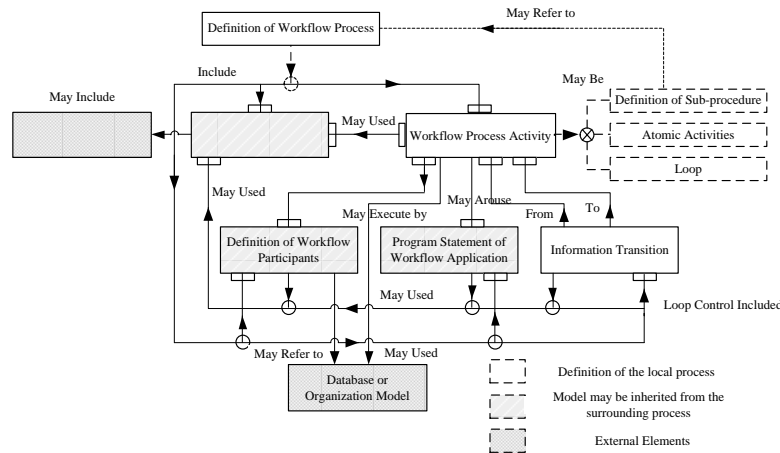 May Refer to
Definition of Workflow Process
Include
May Be
May Include
Definition of Sub-procedure
May Used
Workflow Process Activity
Atomic Activities
Loop
May Used
May Arouse
May Execute by
From
To
Definition of Workflow
Participants
Program Statement of
Workflow Application
Information Transition
May Used
Loop Control Included
May Refer to
May Used
Database or
Organization Model
Definition of the local process
Model may be inherited from the
surrounding process
External Elements